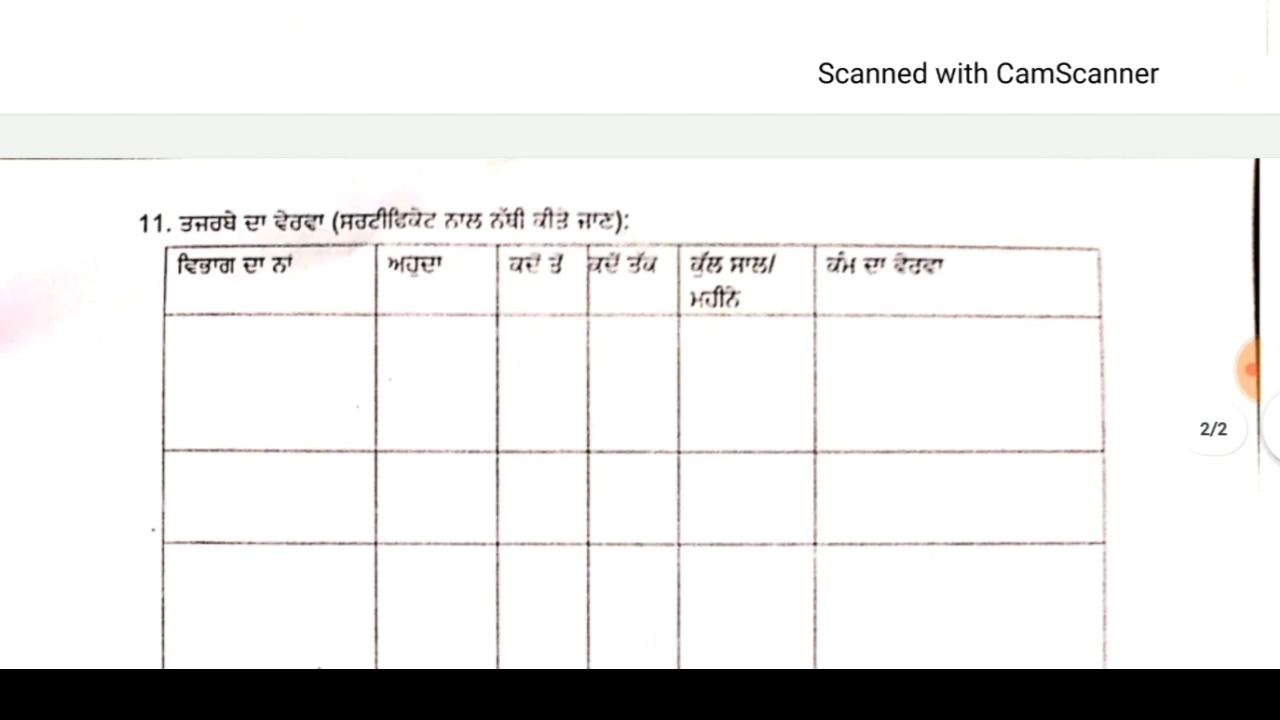 Scanned with CamScanner
11. ਤਜਰਬੇ ਦਾ ਵੇਰਵਾ (ਸਰਟੀਫਿਕੇਟ ਨਾਲ ਨੱਥੀ ਕੀਤੇ ਜਾਣ):
ਵਿਭਾਗ ਦਾ ਨਾਂ ਅਹੁਦਾ ਕਦੋਂ ਤੋਂ ਕਦੋਂ ਤੱਕ ਕੁੱਲ ਸਾਲ/ ਕੰਮ ਦਾ ਵੇਰਵਾ
ਮਹੀਨੇ
2/2